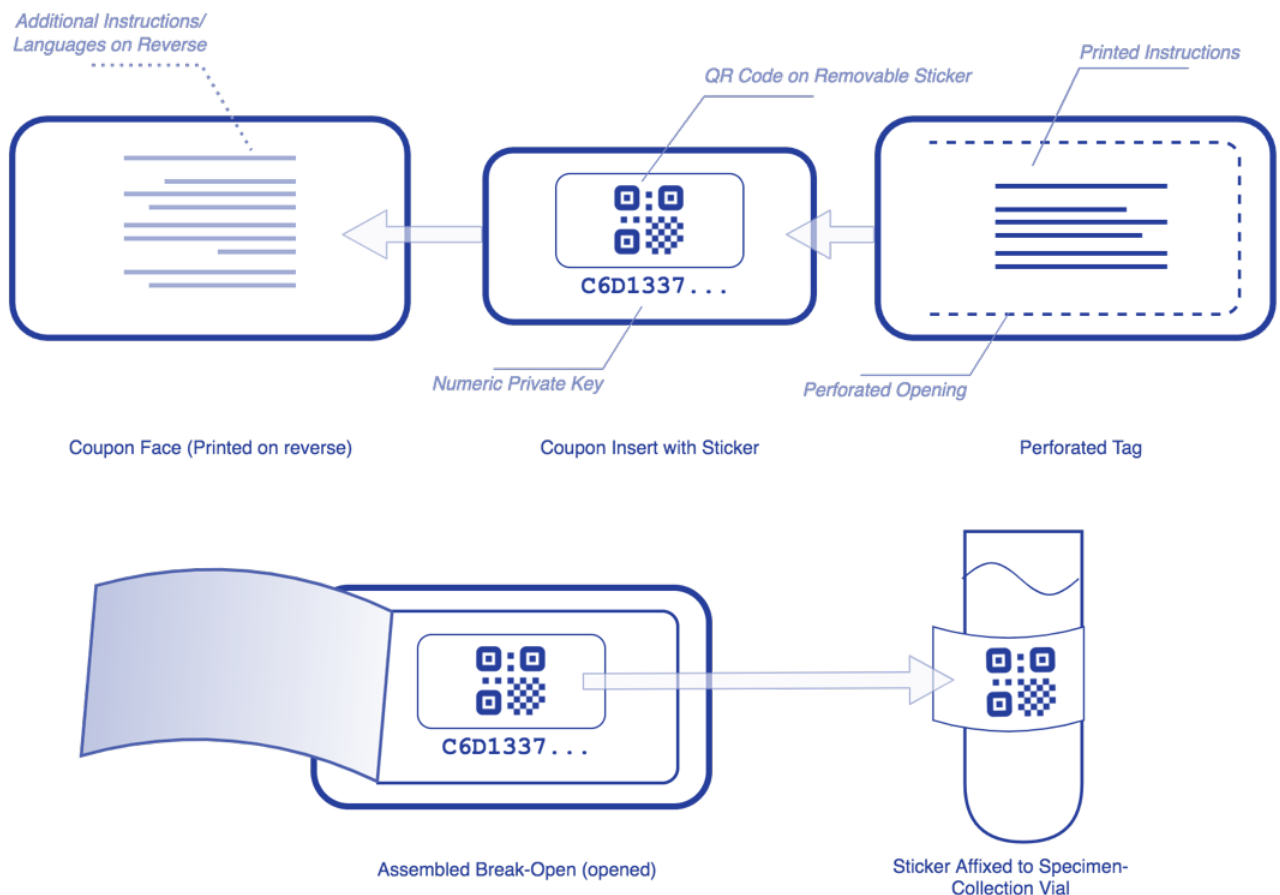 Additional Instructions/
Languages on Reverse
QR Code on Removable Sticker
Printed Instructions
C6D1337...
Numeric Private Key
Perforated Opening
Coupon Face (Printed on reverse)
Coupon Insert with Sticker
Perforated Tag
C6D1337...
Assembled Break-Open (opened)
Sticker Affixed to Specimen-
Collection Vial